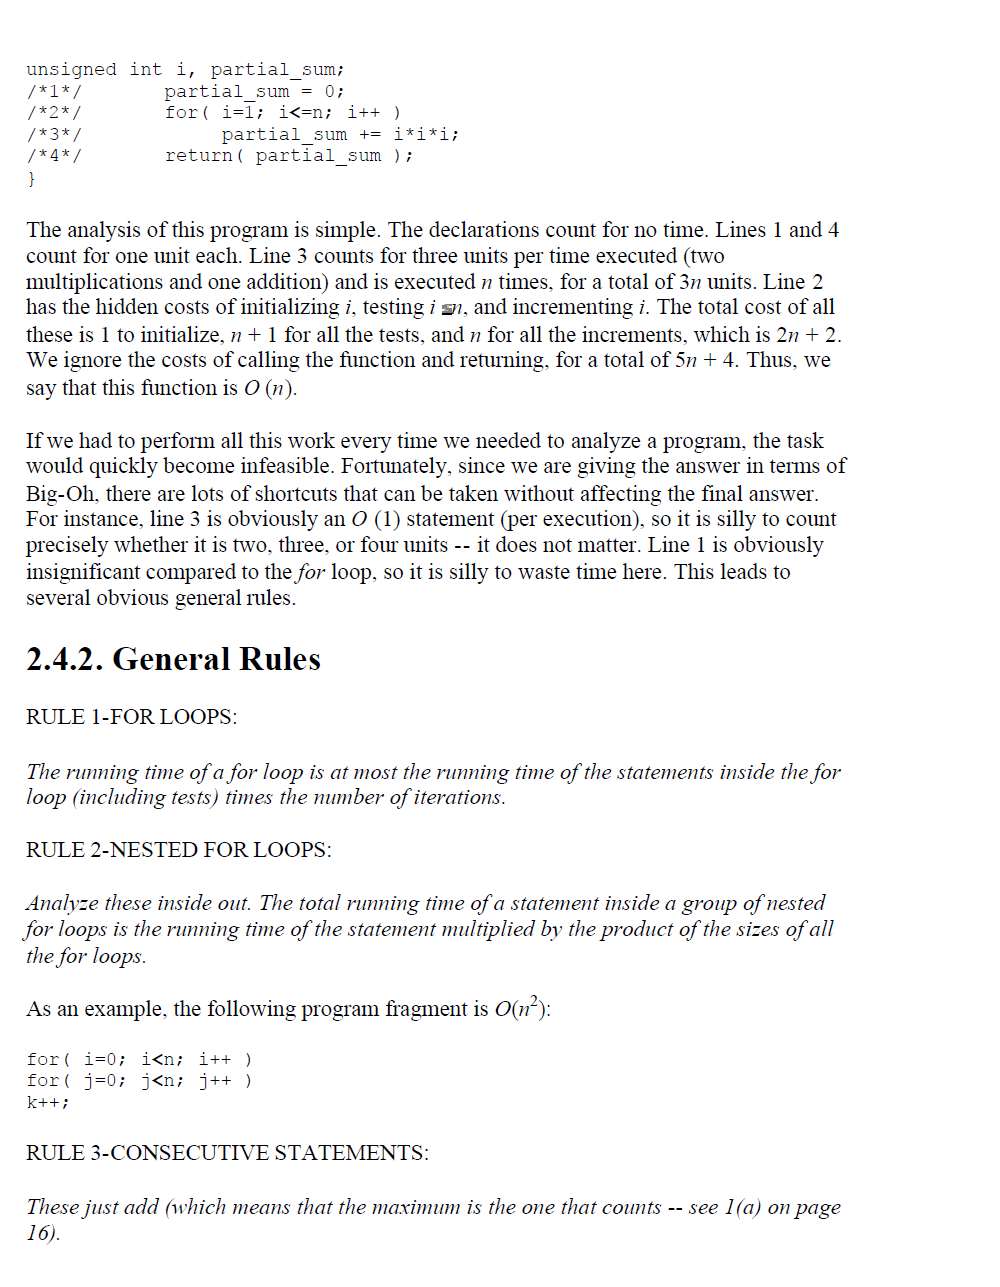 unsigned int i, partial_sum;
/*1*/ partial_sum = 0;
/*2*/ for( i=1; i<=n; i++ )
/*3*/ partial_sum += i*i*i;
/*4*/ return( partial_sum );
}
The analysis of this program is simple. The declarations count for no time. Lines 1 and 4
count for one unit each. Line 3 counts for three units per time executed (two
multiplications and one addition) and is executed n times, for a total of 3n units. Line 2
has the hidden costs of initializing i, testing i ≤ n, and incrementing i. The total cost of all
these is 1 to initialize, n + 1 for all the tests, and n for all the increments, which is 2n + 2.
We ignore the costs of calling the function and returning, for a total of 5n + 4. Thus, we
say that this function is O (n).
If we had to perform all this work every time we needed to analyze a program, the task
would quickly become infeasible. Fortunately, since we are giving the answer in terms of
Big-Oh, there are lots of shortcuts that can be taken without affecting the final answer.
For instance, line 3 is obviously an O (1) statement (per execution), so it is silly to count
precisely whether it is two, three, or four units -- it does not matter. Line 1 is obviously
insignificant compared to the for loop, so it is silly to waste time here. This leads to
several obvious general rules.
2.4.2. General Rules
RULE 1-FOR LOOPS:
The running time of a for loop is at most the running time of the statements inside the for
loop (including tests) times the number of iterations.
RULE 2-NESTED FOR LOOPS:
Analyze these inside out. The total running time of a statement inside a group of nested
for loops is the running time of the statement multiplied by the product of the sizes of all
the for loops.
As an example, the following program fragment is O(n²):
for( i=0; i<n; i++ )
for( j=0; j<n; j++ )
k++;
RULE 3-CONSECUTIVE STATEMENTS:
These just add (which means that the maximum is the one that counts -- see 1(a) on page
16).